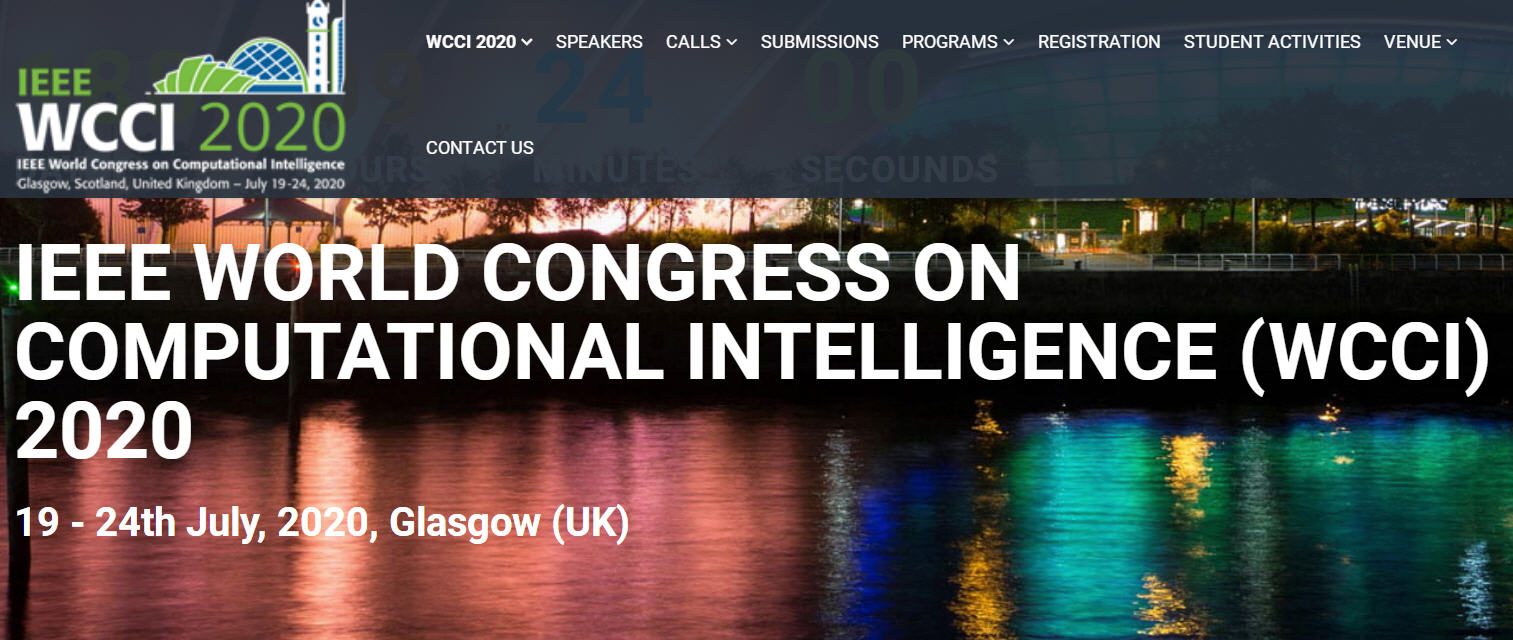 IEEE
WCCI 2020
IEEE World Congress on Computational Intelligence
Glasgow, Scotland, United Kingdom – July 19-24, 2020
WCCI 2020 SPEAKERS CALLS SUBMISSIONS PROGRAMS REGISTRATION STUDENT ACTIVITIES VENUE
CONTACT US
24 00
MINUTES SECOUNDS
IEEE WORLD CONGRESS ON
COMPUTATIONAL INTELLIGENCE (WCCI)
2020
19 - 24th July, 2020, Glasgow (UK)